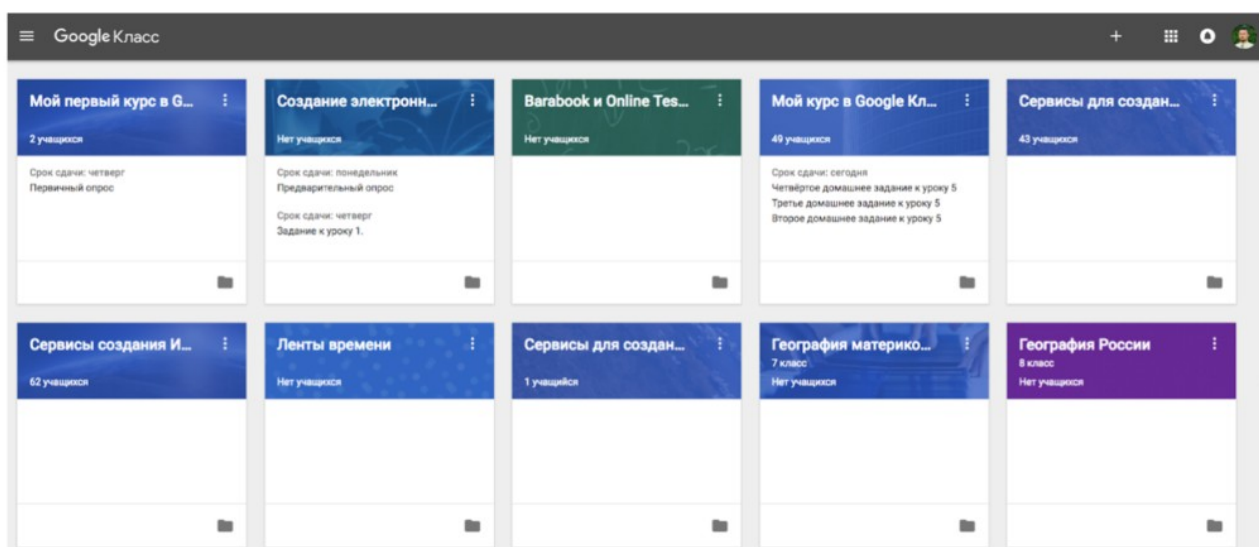 Google Класс
Мой первый курс в G...
2 учащихся
Срок сдачи: четверг
Первичный опрос
Создание электронн...
Нет учащихся
Срок сдачи: понедельник
Предварительный опрос
Срок сдачи: четверг
Задание к уроку 1.
Barabook и Online Tes...
Нет учащихся
Мой курс в Google Кл...
49 учащихся
Срок сдачи: сегодня
Четвёртое домашнее задание к уроку 5
Третье домашнее задание к уроку 5
Второе домашнее задание к уроку 5
Сервисы для создан...
43 учащихся
Сервисы создания И...
62 учащихся
Ленты времени
Нет учащихся
Сервисы для создан...
1 учащийся
География материко...
7 класс
Нет учащихся
География России
8 класс
Нет учащихся